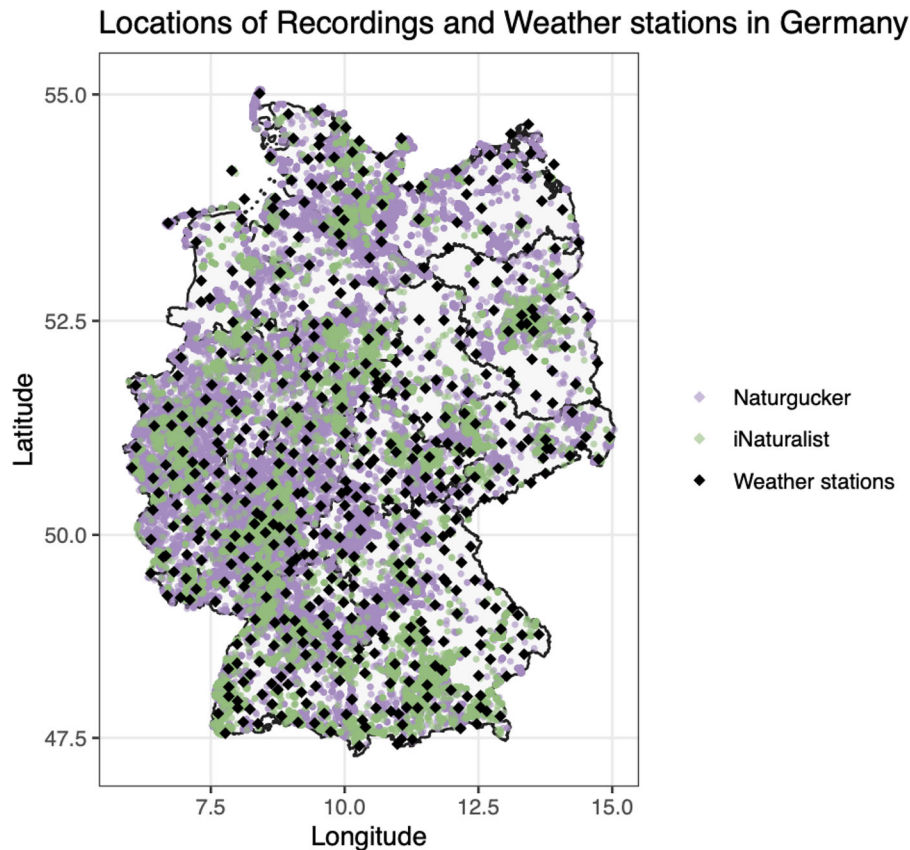 Locations of Recordings and Weather stations in Germany
55.0
52.5
50.0
47.5
Latitude
7.5 10.0 12.5 15.0
Longitude
Naturgucker
iNaturalist
Weather stations